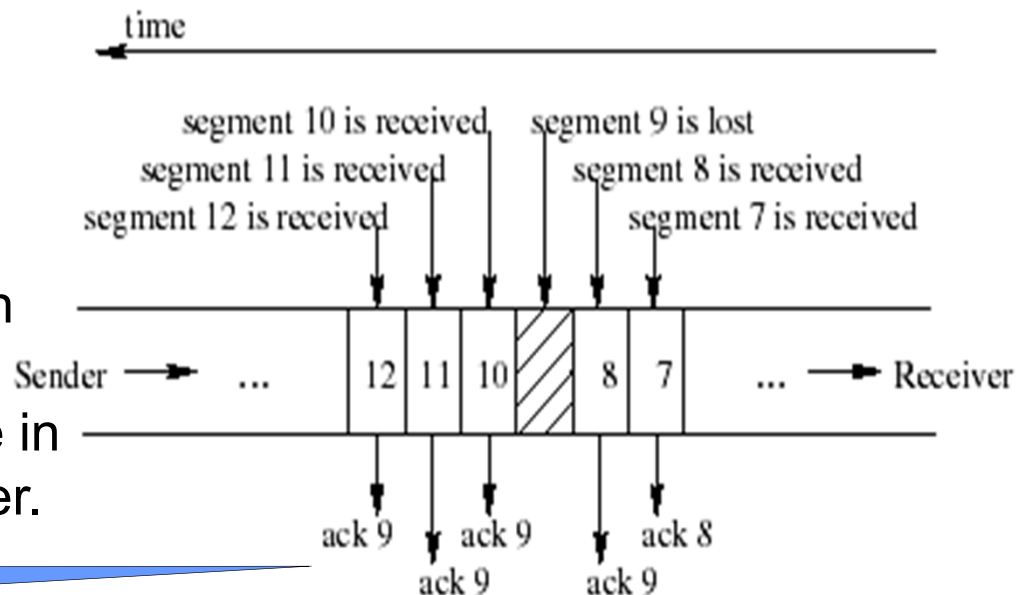 time
segment 10 is received
segment 9 is lost
segment 11 is received
segment 8 is received
segment 12 is received
segment 7 is received
Sender
...
12
11
10
8
7
...
Receiver
in
er.
ack 9
ack 9
ack 8
ack 9
ack 9